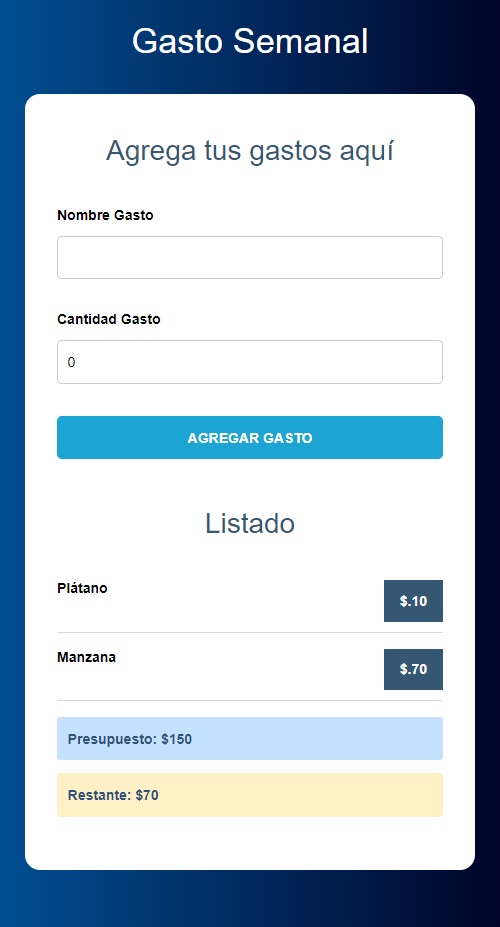 Gasto Semanal
Agrega tus gastos aquí
Nombre Gasto
Cantidad Gasto
0
AGREGAR GASTO
Listado
Plátano
$.10
Manzana
$.70
Presupuesto: $150
Restante: $70